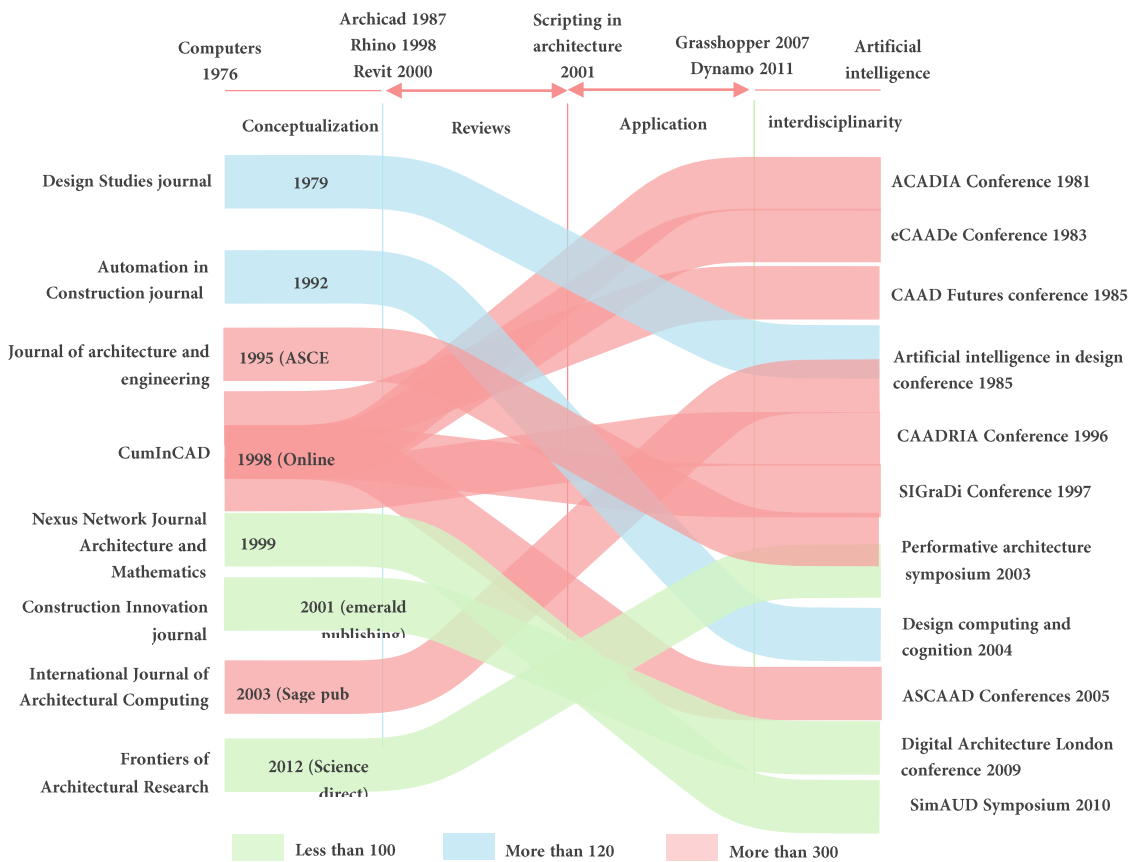 Computers
1976
Archicad 1987
Rhino 1998
Revit 2000
Scripting in
architecture
2001
Grasshopper 2007
Dynamo 2011
Artificial
intelligence
Conceptualization
Reviews
Application
interdisciplinarity
Design Studies journal
1979
Automation in
Construction journal
1992
Journal of architecture and
engineering
1995 (ASCE
CumInCAD
1998 (Online
Nexus Network Journal
Architecture and
Mathematics
1999
Construction Innovation
journal
2001 (emerald
publishing)
International Journal of
Architectural Computing
2003 (Sage pub
Frontiers of
Architectural Research
2012 (Science
direct)
ACADIA Conference 1981
eCAADe Conference 1983
CAAD Futures conference 1985
Artificial intelligence in design
conference 1985
CAADRIA Conference 1996
SIGraDi Conference 1997
Performative architecture
symposium 2003
Design computing and
cognition 2004
ASCAAD Conferences 2005
Digital Architecture London
conference 2009
SimAUD Symposium 2010
Less than 100
More than 120
More than 300